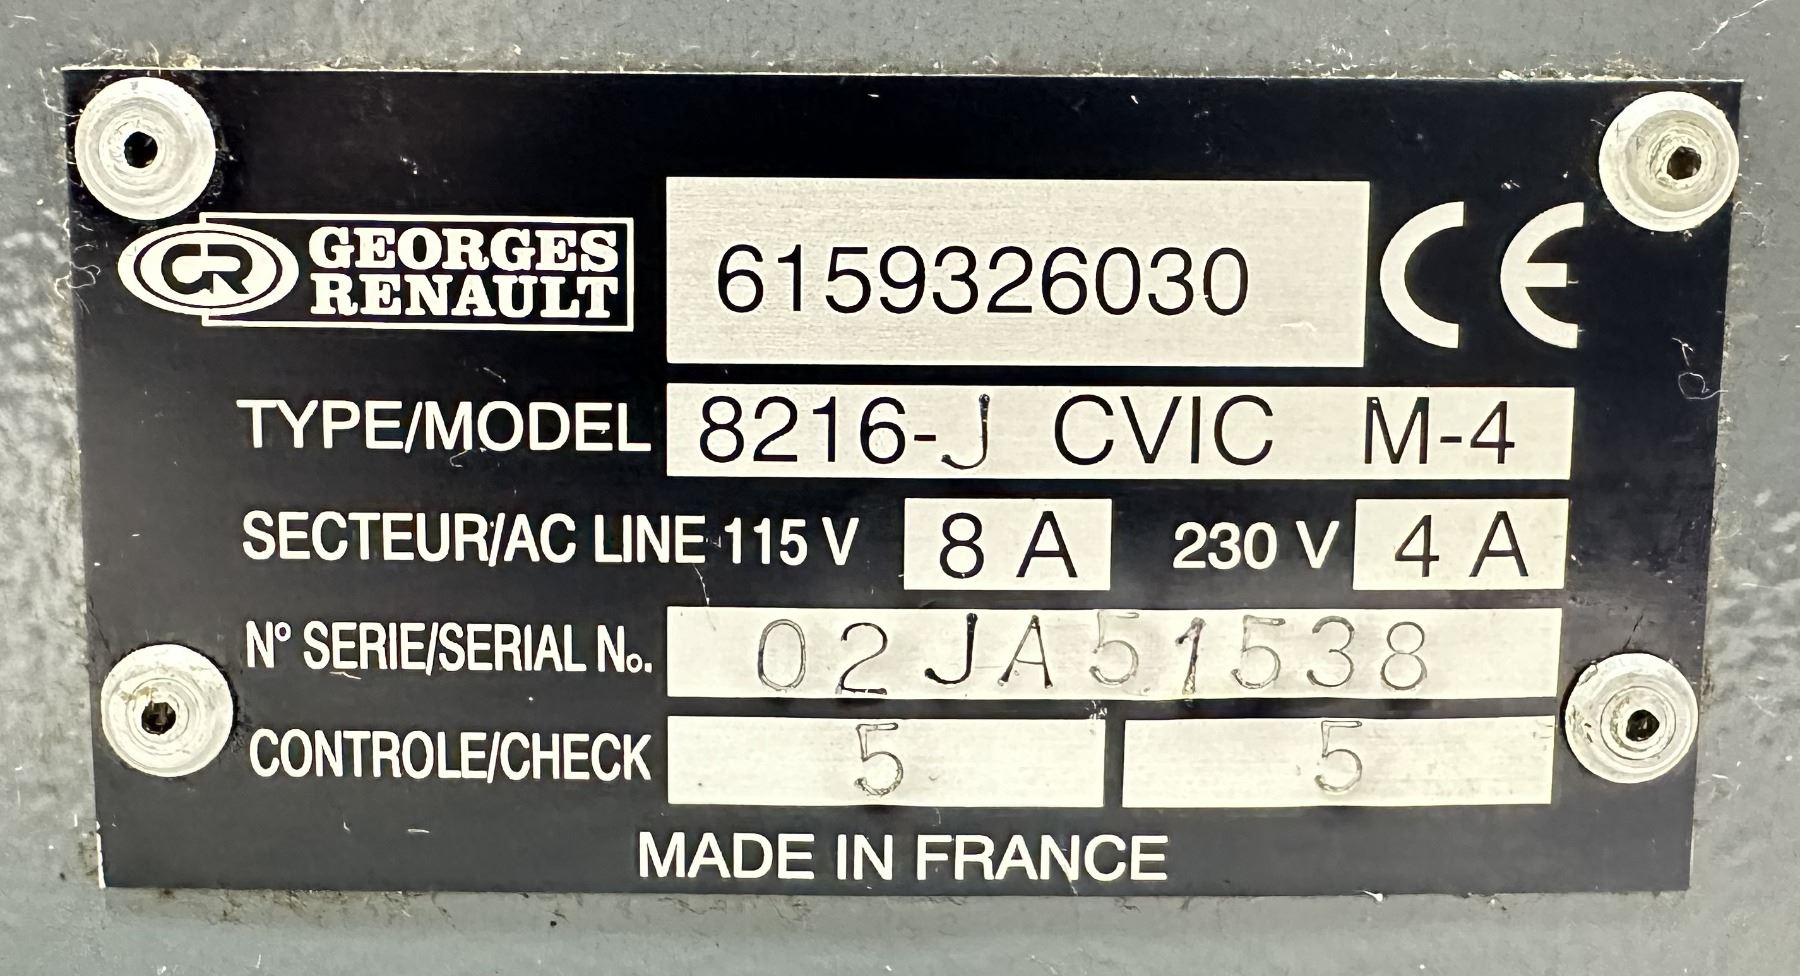 GR GEORGES RENAULT
6159326030 CE
TYPE/MODEL 8216-J CVIC M-4
SECTEUR/AC LINE 115 V 8 A 230 V 4 A
N° SERIE/SERIAL No. 02JA51538
CONTROLE/CHECK 5 5
MADE IN FRANCE